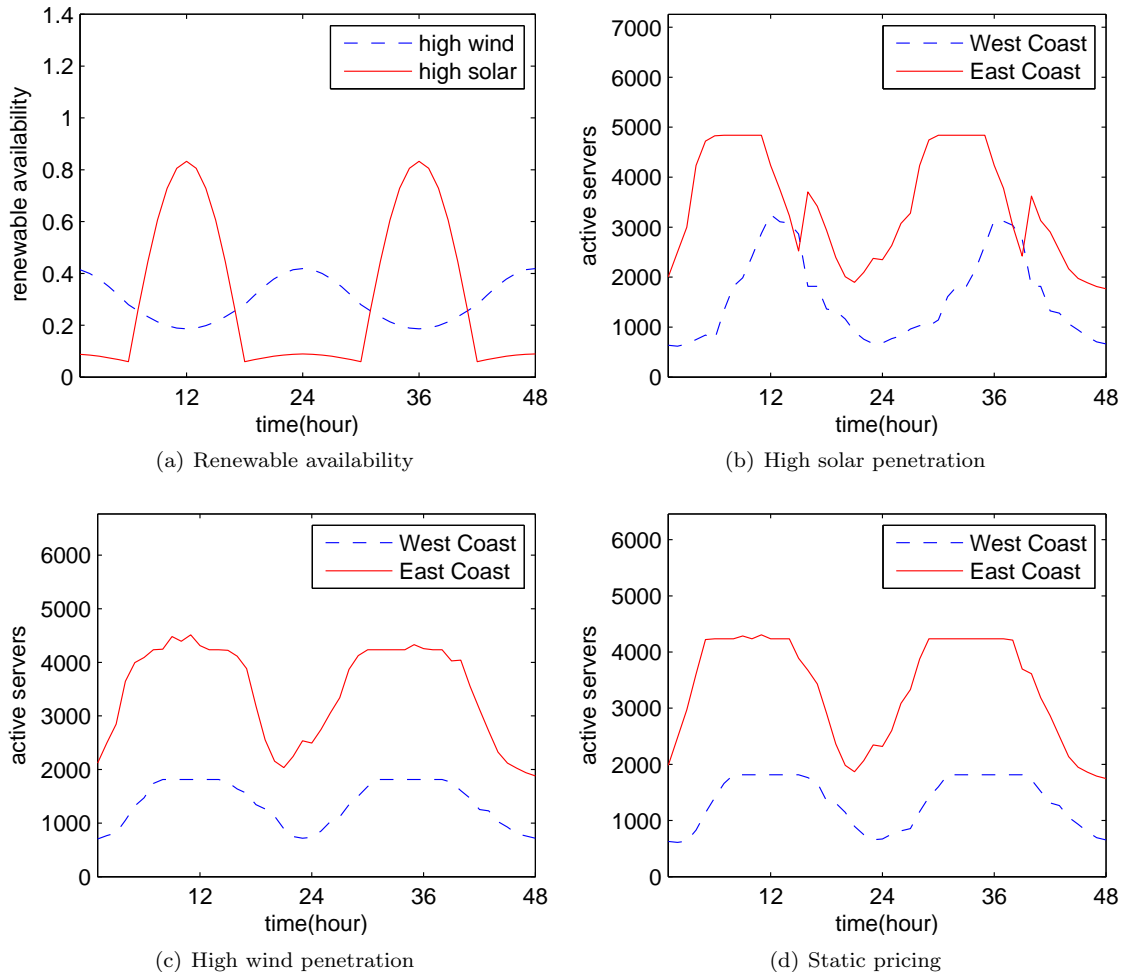 1.4
1.2
1
0.8
0.6
0.4
0.2
0
renewable availability
high wind
high solar
12
24
36
48
time(hour)
(a) Renewable availability
7000
6000
5000
4000
3000
2000
1000
0
active servers
West Coast
East Coast
12
24
36
48
time(hour)
(b) High solar penetration
6000
5000
4000
3000
2000
1000
0
active servers
West Coast
East Coast
12
24
36
48
time(hour)
(c) High wind penetration
6000
5000
4000
3000
2000
1000
0
active servers
West Coast
East Coast
12
24
36
48
time(hour)
(d) Static pricing